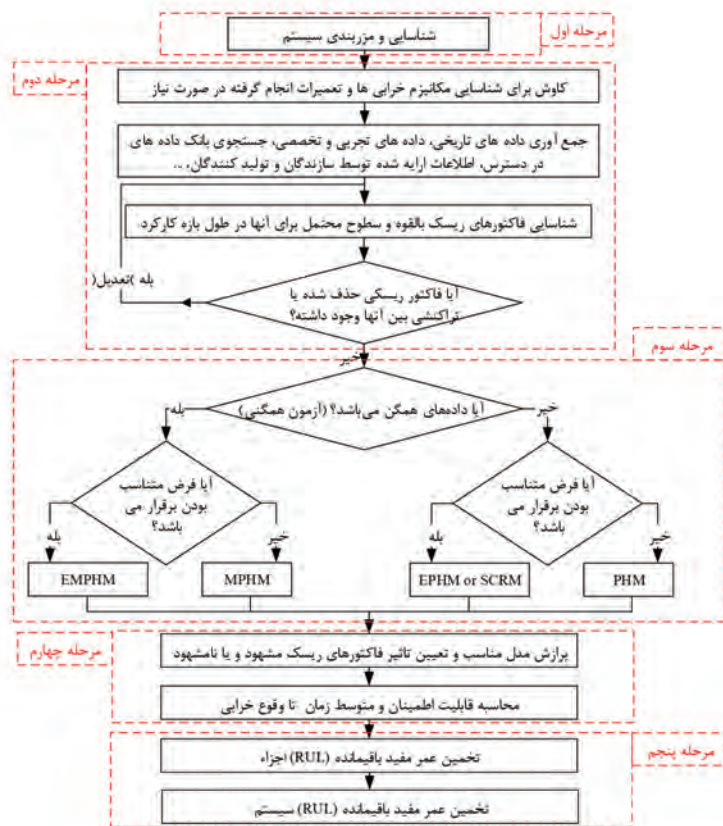 مرحله اول
شناسایی و مزربندی سیستم
مرحله دوم
کاوش برای شناسایی مکانیزم خرابی ها و تعمیرات انجام گرفته در صورت نیاز
جمع آوری داده های تاریخی، داده های تجربی و تخصصی، جستجوی بانک داده های
در دسترس، اطلاعات ارایه شده توسط سازندگان و تولید کنندگان، ..
شناسایی فاکتورهای ریسک بالقوه و سطوح محتمل برای آنها در طول بازه کارکرد.
بله )تعدیل(
آیا فاکتور ریسکی حذف شده یا
تراکنشی بین آنها وجود داشته؟
خیر
مرحله سوم
آیا داده‌های همگن می‌باشد؟ (آزمون همگنی)
بله
خیر
آیا فرض متناسب
بودن برقرار می
باشد؟
بله
خیر
آیا فرض متناسب
بودن برقرار می
باشد؟
بله
خیر
EMPHM
MPHM
EPHM or SCRM
PHM
مرحله چهارم
برازش مدل مناسب و تعیین تاثیر فاکتورهای ریسک مشهود و یا نامشهود
محاسبه قابلیت اطمینان و متوسط زمان تا وقوع خرابی
مرحله پنجم
تخمین عمر مفید باقیمانده (RUL) اجزاء
تخمین عمر مفید باقیمانده (RUL) سیستم